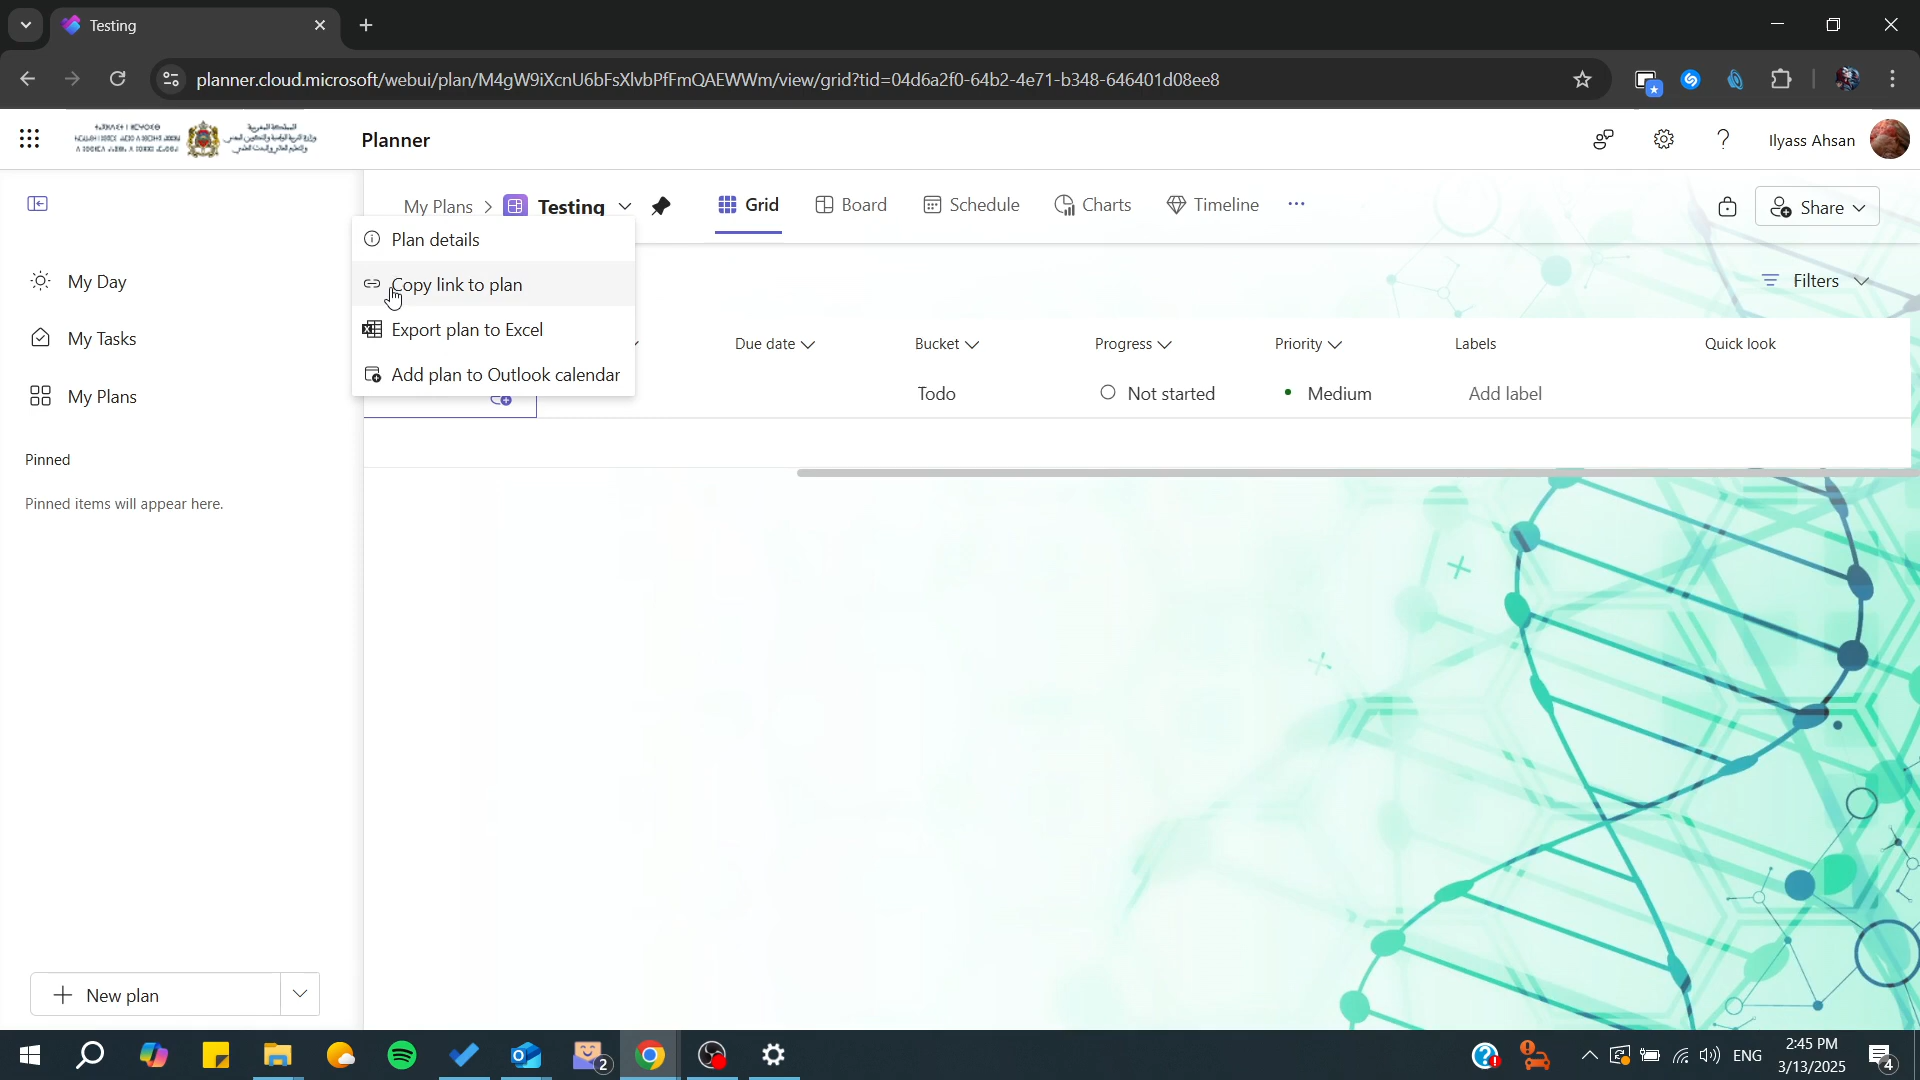 Testing
planner.cloud.microsoft/webui/plan/M4gW9iXcnU6bFsXlvbPfFmQAEWWm/view/grid?tid=04d6a2f0-64b2-4e71-b348-646401d08ee8
Planner
Ilyass Ahsan
My Plans
Testing
Grid
Board
Schedule
Charts
Timeline
Share
My Day
My Tasks
My Plans
Pinned
Pinned items will appear here.
Plan details
Copy link to plan
Export plan to Excel
Add plan to Outlook calendar
Filters
Due date
Bucket
Progress
Priority
Labels
Quick look
Todo
Not started
Medium
Add label
New plan
2
ENG
2:45 PM
3/13/2025
4